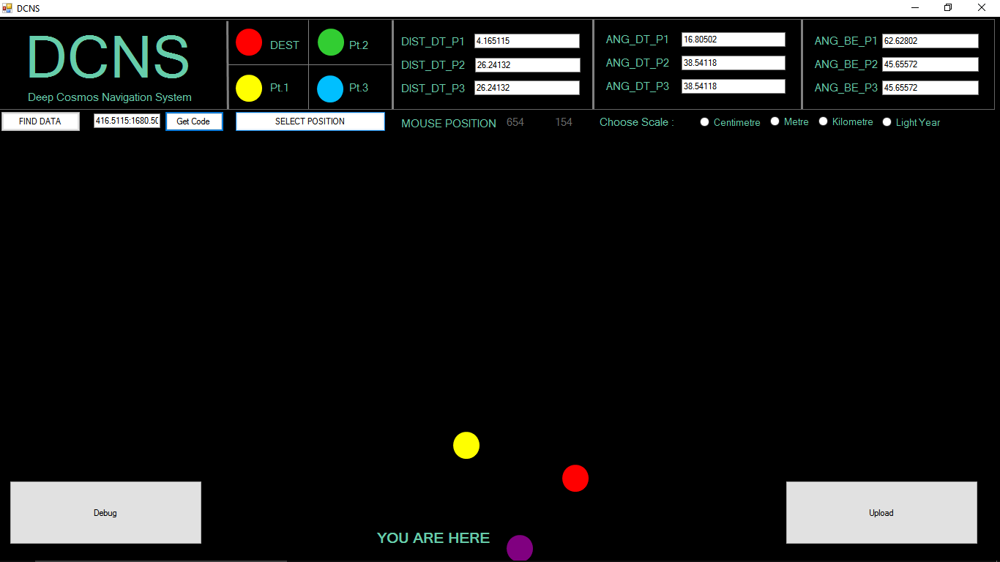 DCNS
DCNS
Deep Cosmos Navigation System
DEST
Pt.2
Pt.1
Pt.3
DIST_DT_P1 4.165115
DIST_DT_P2 26.24132
DIST_DT_P3 26.24132
ANG_DT_P1 16.80502
ANG_DT_P2 38.54118
ANG_DT_P3 38.54118
ANG_BE_P1 62.62802
ANG_BE_P2 45.65572
ANG_BE_P3 45.65572
FIND DATA 416.5115:1680.50 Get Code SELECT POSITION MOUSE POSITION 654 154 Choose Scale : Centimetre Metre Kilometre Light Year
Debug
Upload
YOU ARE HERE